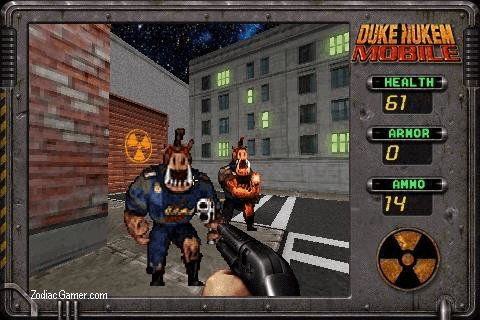 DUKE NUKEM
MOBILE
HEALTH
61
ARMOR
0
AMMO
14
ZodiacGamer.com